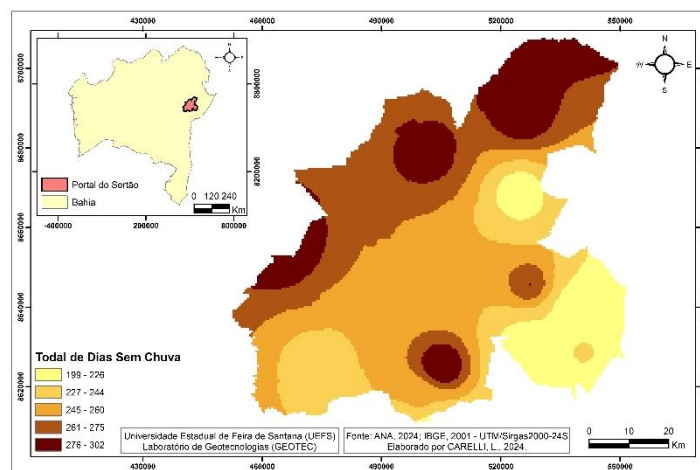 430000 460000 490000 520000 550000
N
W E
S
Portal do Sertão
Bahia
0 120 240
Km
-400000 200000 800000
8800000
8200000
8700000
8680000
8660000
8640000
8620000
N
W E
S
Todal de Dias Sem Chuva
199 - 226
227 - 244
245 - 260
261 - 275
276 - 302
Universidade Estadual de Feira de Santana (UEFS)
Laboratório de Geotecnologias (GEOTEC)
Fonte: ANA, 2024; IBGE, 2001 - UTM/Sirgas2000-24S
Elaborado por CARELLI, L., 2024.
0 10 20
Km
430000 460000 490000 520000 550000